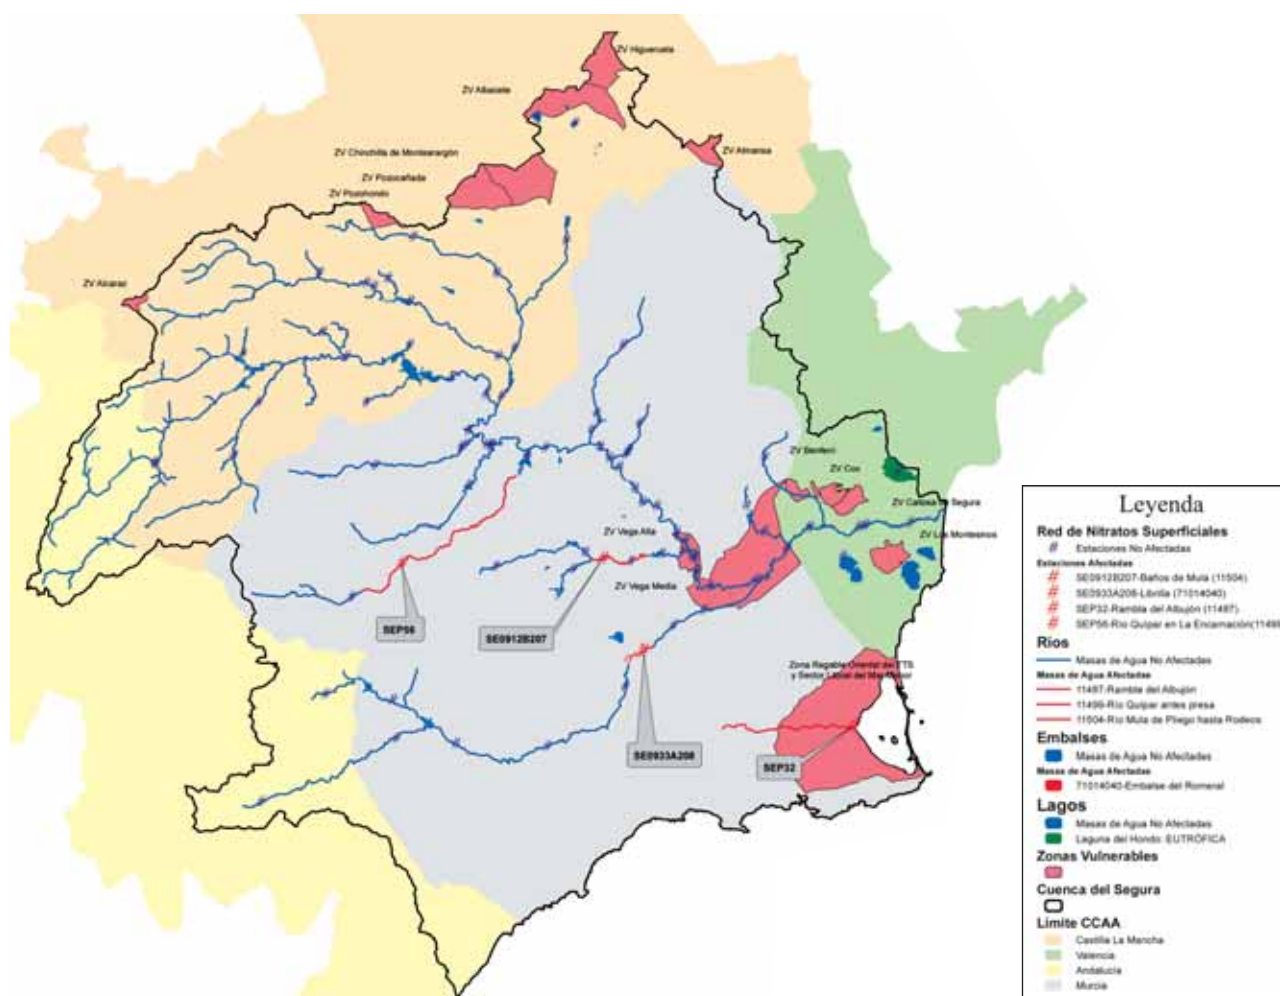 ZV Higueruela
ZV Albacete
ZV Almansa
ZV Chinchilla de Montearagón
ZV Pozocañada
ZV Pozohondo
ZV Alcaraz
ZV Benferri
ZV Cox
ZV Callosa de Segura
ZV Los Montesinos
ZV Vega Alta
ZV Vega Media
SEP56
SE0912B207
Zona Regable Oriental del TTS
y Sector Litoral del Mar Menor
SE0933A208
SEP32
Leyenda
Red de Nitratos Superficiales
# Estaciones No Afectadas
Estaciones Afectadas
# SE0912B207-Baños de Mula (11504)
# SE0933A208-Librilla (71014040)
# SEP32-Rambla del Albujón (11497)
# SEP56-Río Quipar en La Encarnación(11499
Ríos
Masas de Agua No Afectadas
Masas de Agua Afectadas
11497-Rambla del Albujón
11499-Río Quipar antes presa
11504-Río Mula de Pliego hasta Rodeos
Embalses
Masas de Agua No Afectadas
Masas de Agua Afectadas
71014040-Embalse del Romeral
Lagos
Masas de Agua No Afectadas
Laguna del Hondo: EUTRÓFICA
Zonas Vulnerables
Cuenca del Segura
Límite CCAA
Castilla La Mancha
Valencia
Andalucía
Murcia